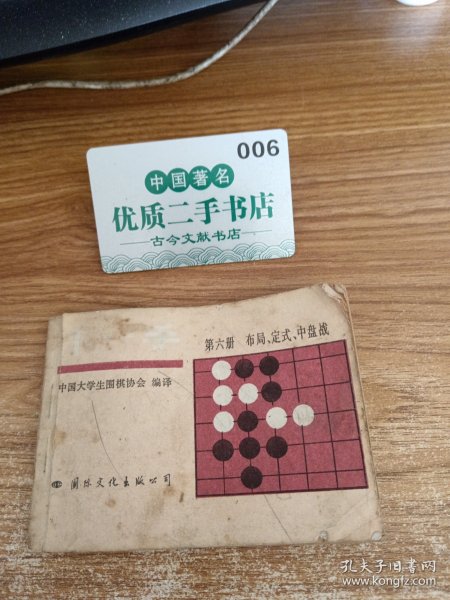 006
中国著名
优质二手书店
古今文献书店
第六册 布局、定式、中盘战
中国大学生围棋协会 编译
国际文化出版公司
孔夫子旧书网
www.kongfz.com